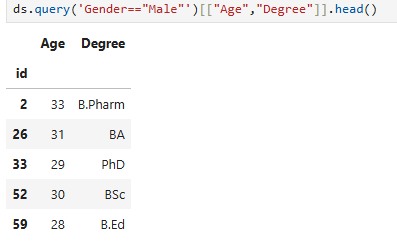 ds.query('Gender=="Male"')[["Age","Degree"]].head()
Age Degree
id
2 33 B.Pharm
26 31 BA
33 29 PhD
52 30 BSc
59 28 B.Ed